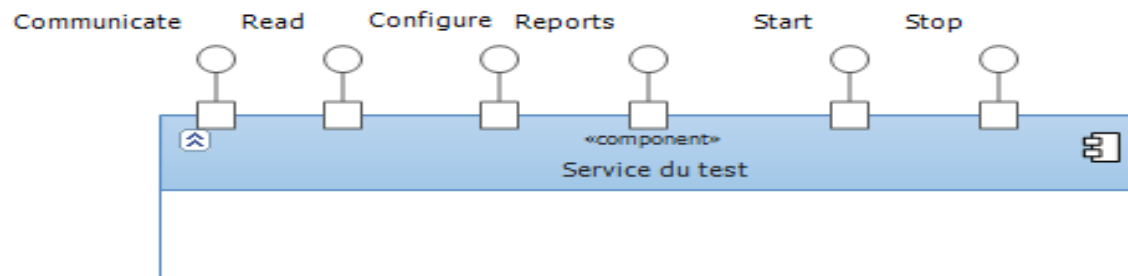 Communicate Read Configure Reports Start Stop
«component»
Service du test